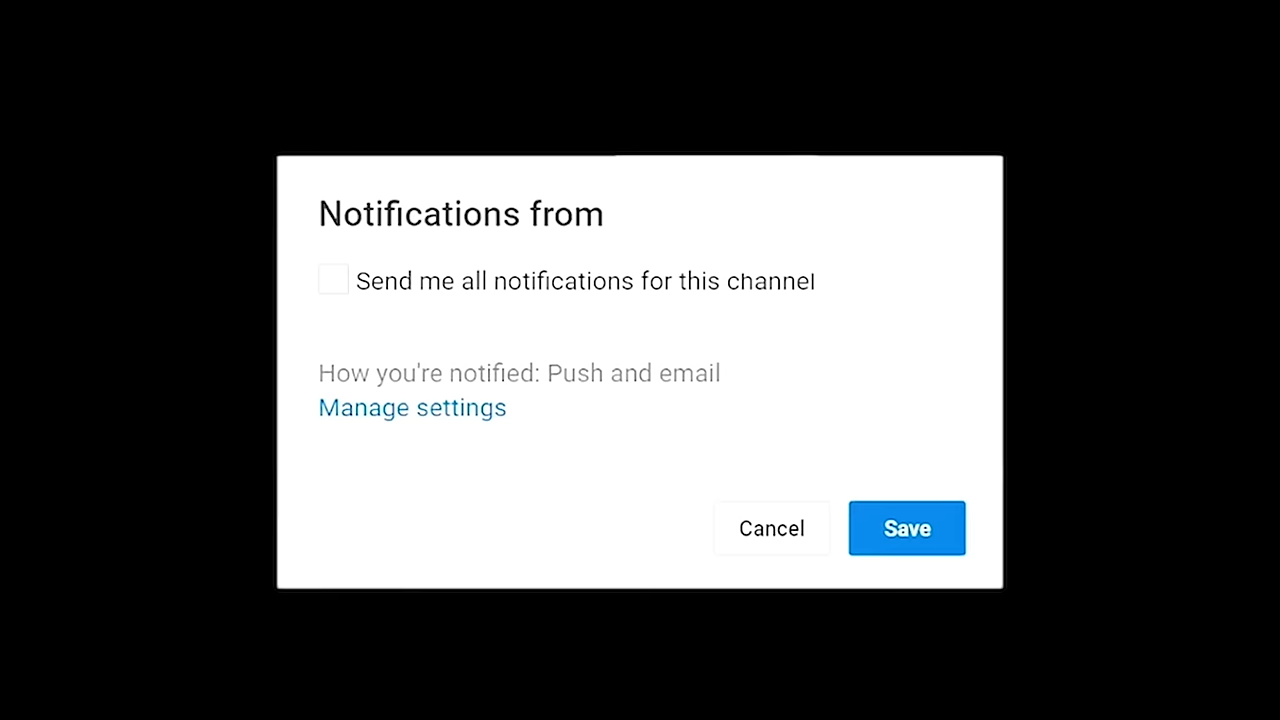 Notifications from
Send me all notifications for this channel
How you're notified: Push and email
Manage settings
Cancel Save